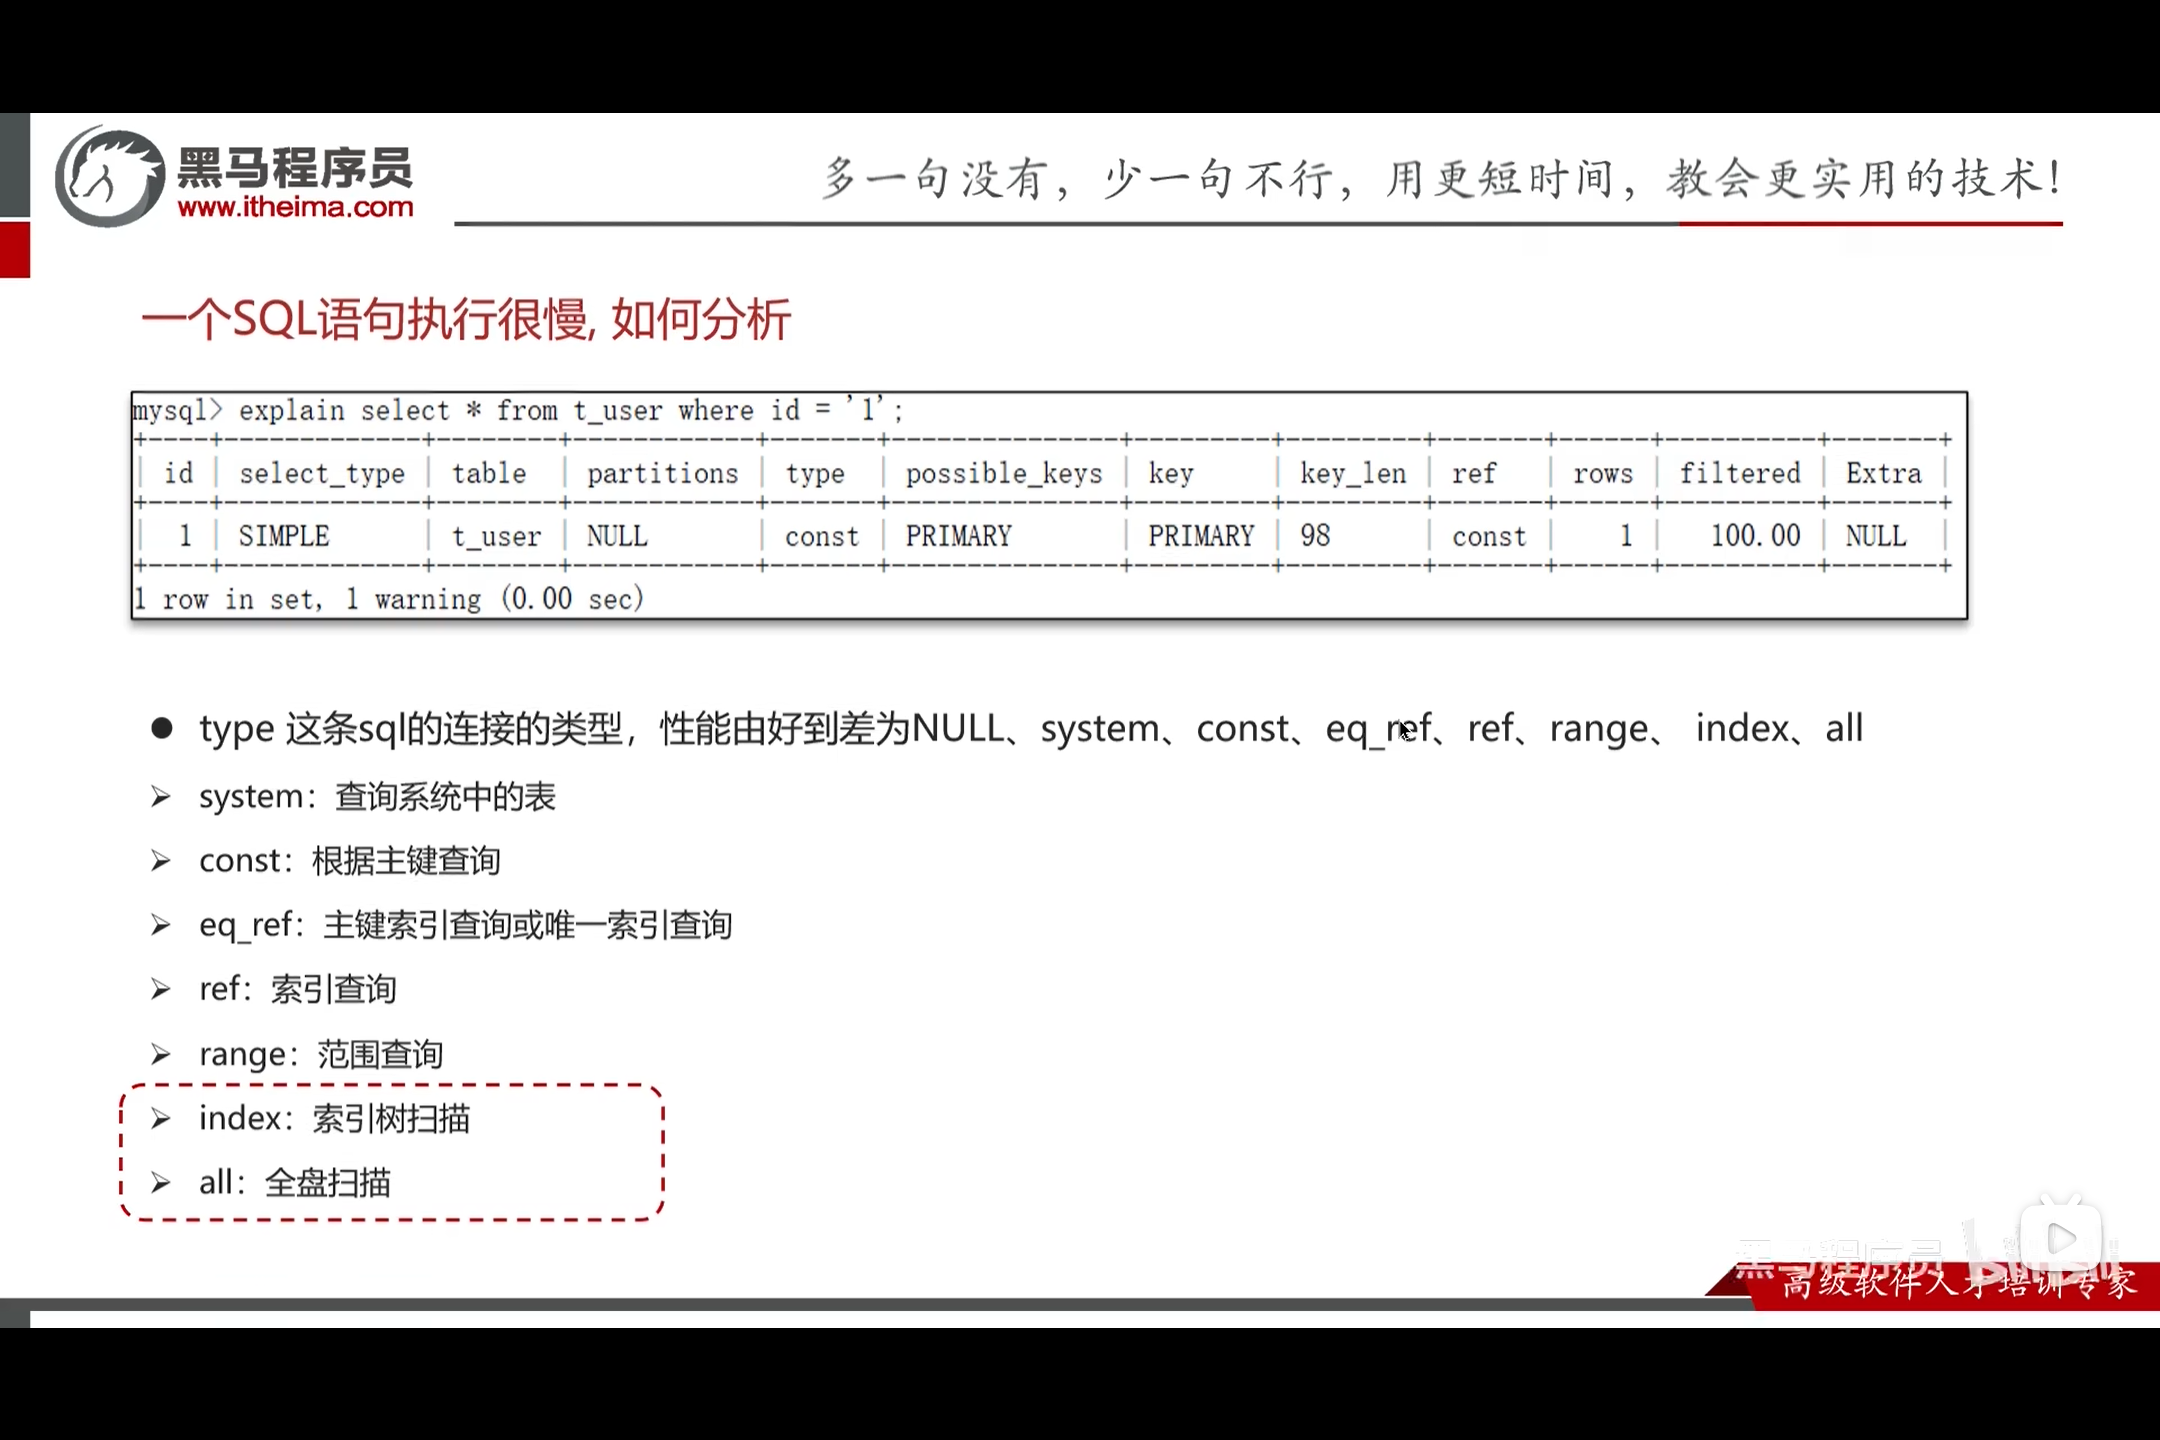 黑马程序员
www.itheima.com
多一句没有，少一句不行，用更短时间，教会更实用的技术！
一个SQL语句执行很慢, 如何分析
mysql> explain select * from t_user where id = '1';
+----+-------------+--------+------------+-------+---------------+---------+---------+-------+------+----------+-------+
| id | select_type | table | partitions | type | possible_keys | key | key_len | ref | rows | filtered | Extra |
+----+-------------+--------+------------+-------+---------------+---------+---------+-------+------+----------+-------+
| 1 | SIMPLE | t_user | NULL | const | PRIMARY | PRIMARY | 98 | const | 1 | 100.00 | NULL |
+----+-------------+--------+------------+-------+---------------+---------+---------+-------+------+----------+-------+
1 row in set, 1 warning (0.00 sec)
● type 这条sql的连接的类型，性能由好到差为NULL、system、const、eq_ref、ref、range、 index、all
➢ system：查询系统中的表
➢ const：根据主键查询
➢ eq_ref：主键索引查询或唯一索引查询
➢ ref：索引查询
➢ range：范围查询
➢ index：索引树扫描
➢ all：全盘扫描
黑马程序员 bilibili
高级软件人才培训专家